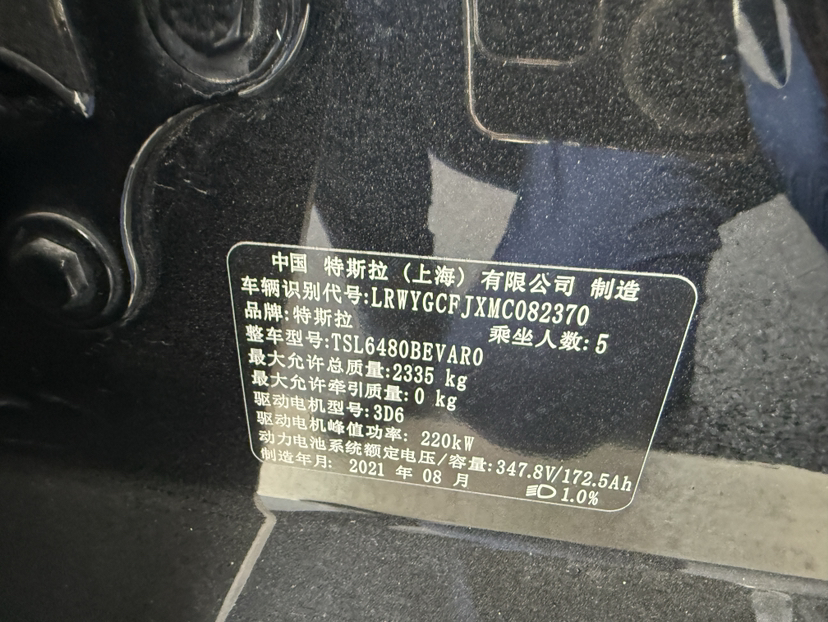 中国 特斯拉（上海）有限公司 制造
车辆识别代号:LRWYGCFJXMC082370
品牌:特斯拉 乘坐人数:5
整车型号:TSL6480BEVAR0
最大允许总质量:2335 kg
最大允许牵引质量:0 kg
驱动电机型号:3D6
驱动电机峰值功率: 220kW
动力电池系统额定电压/容量:347.8V/172.5Ah
制造年月: 2021 年 08 月 1.0%